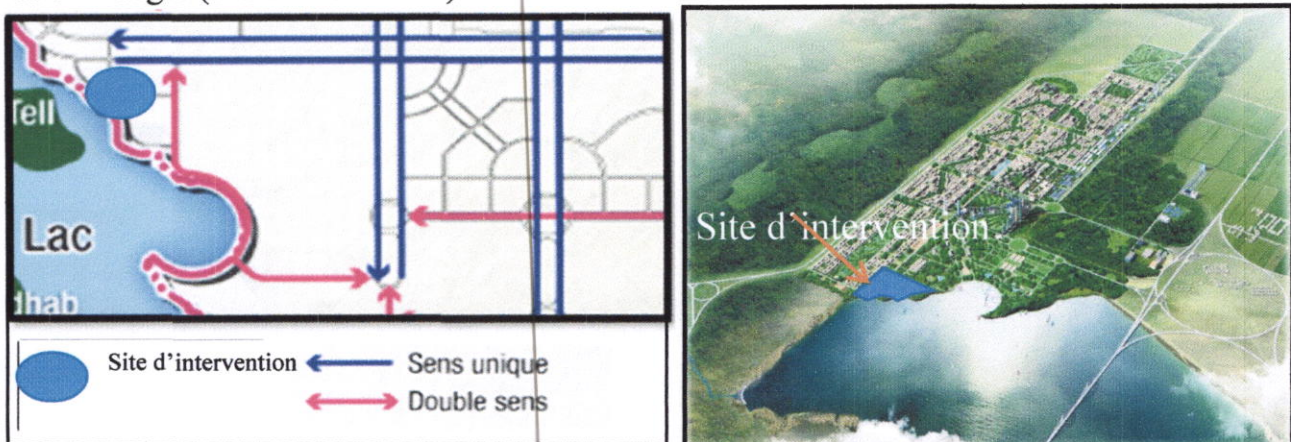 Tell
Lac
dhab
Site d'intervention
Sens unique
Double sens
Site d'intervention.